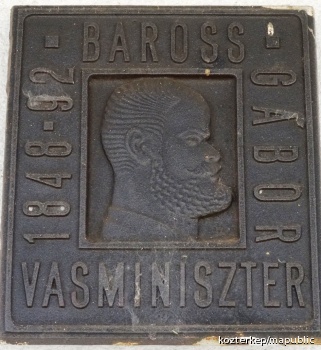 BAROSS
GÁBOR
1848-92
VASMINISZTER
kozterkep/mapublic